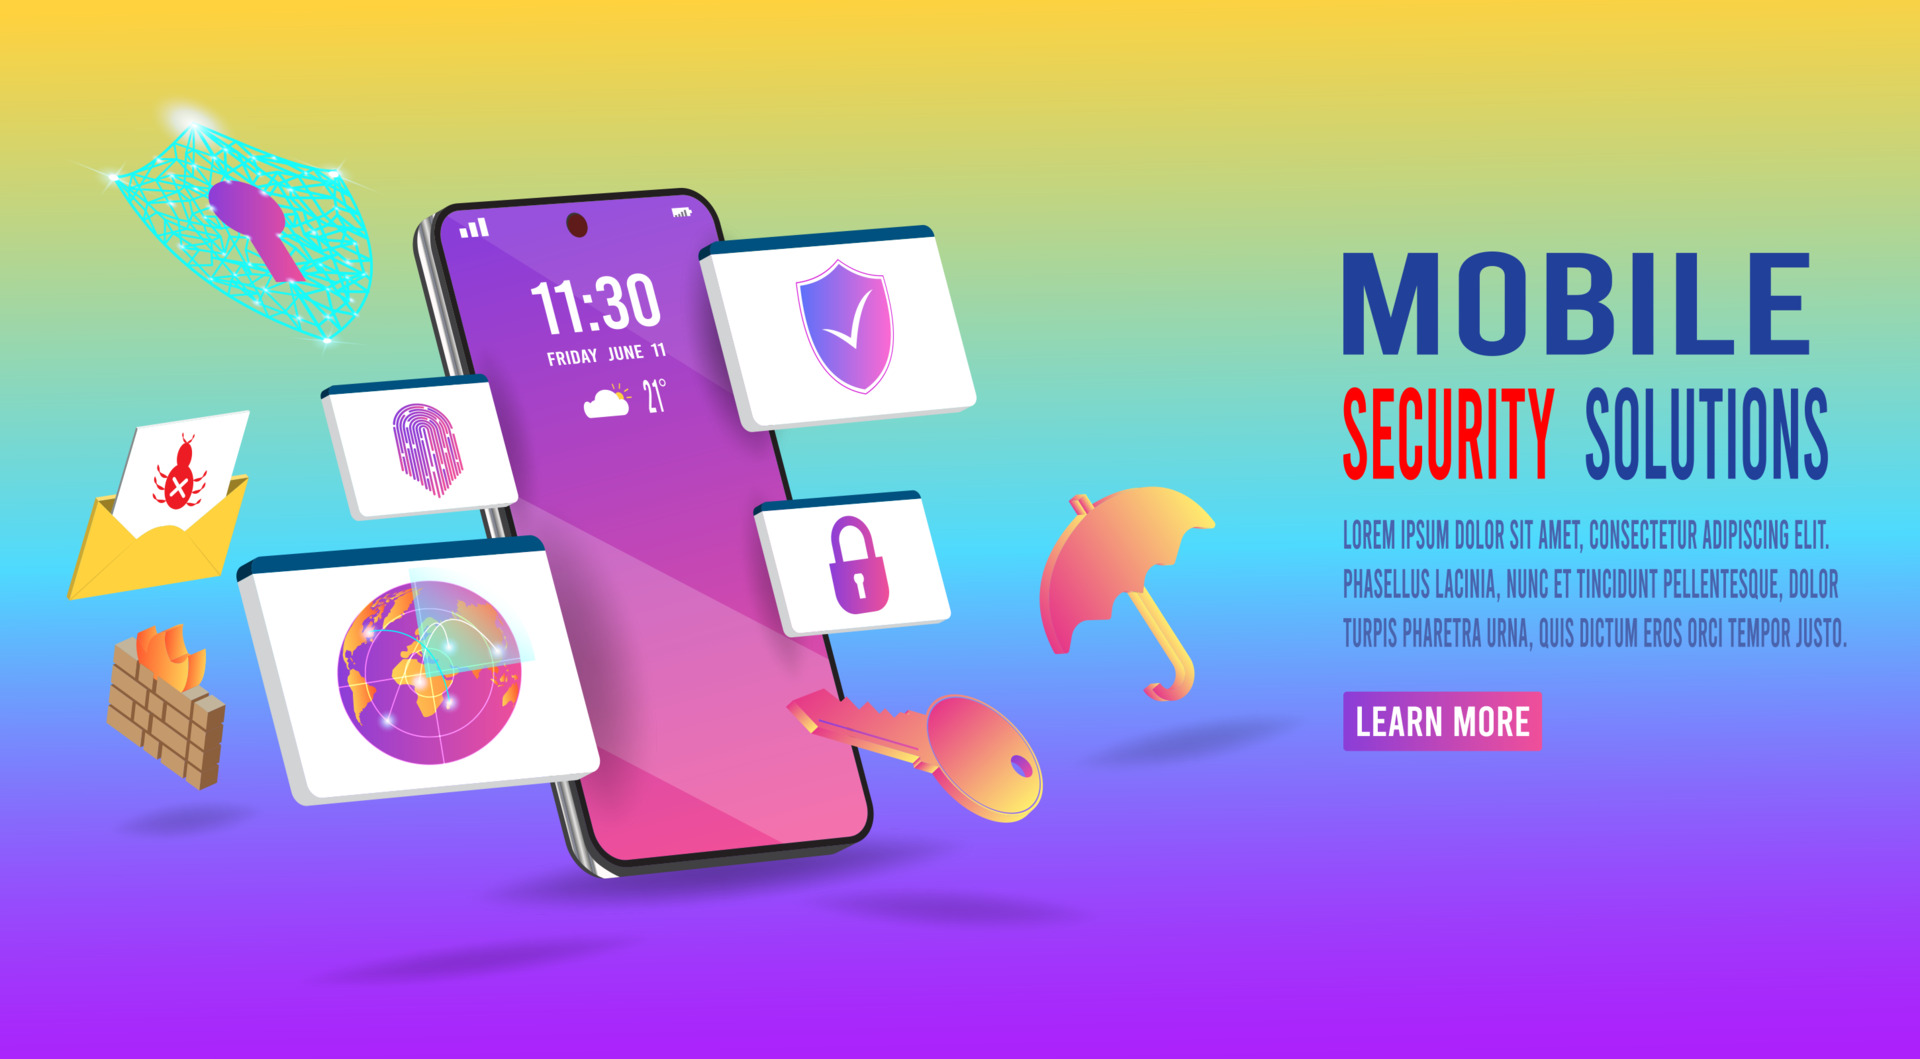 11:30
FRIDAY JUNE 11
21°
MOBILE
SECURITY SOLUTIONS
LOREM IPSUM DOLOR SIT AMET, CONSECTETUR ADIPISCING ELIT.
PHASELLUS LACINIA, NUNC ET TINCIDUNT PELLENTESQUE, DOLOR
TURPIS PHARETRA URNA, QUIS DICTUM EROS ORCI TEMPOR JUSTO.
LEARN MORE